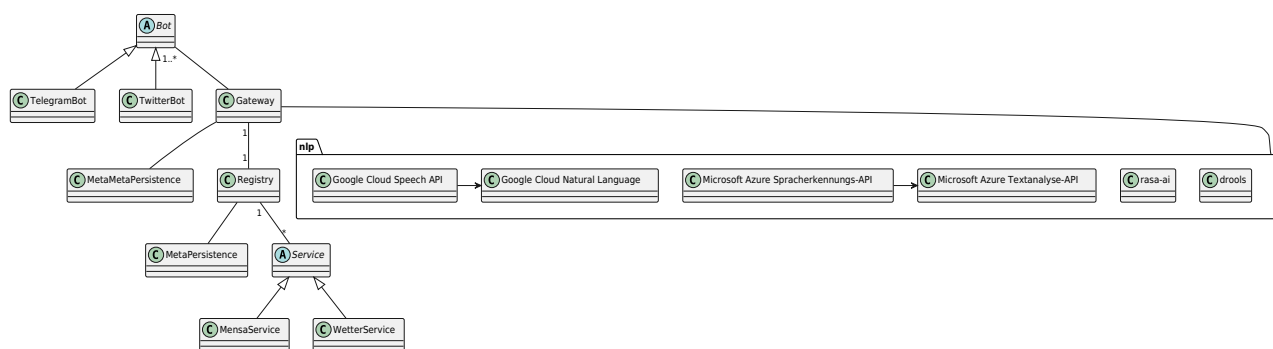 A Bot
1..*
C TelegramBot
C TwitterBot
C Gateway
1
nlp
1
C MetaMetaPersistence
C Registry
C Google Cloud Speech API
C Google Cloud Natural Language
C Microsoft Azure Spracherkennungs-API
C Microsoft Azure Textanalyse-API
C rasa-ai
C drools
1
*
C MetaPersistence
A Service
C MensaService
C WetterService